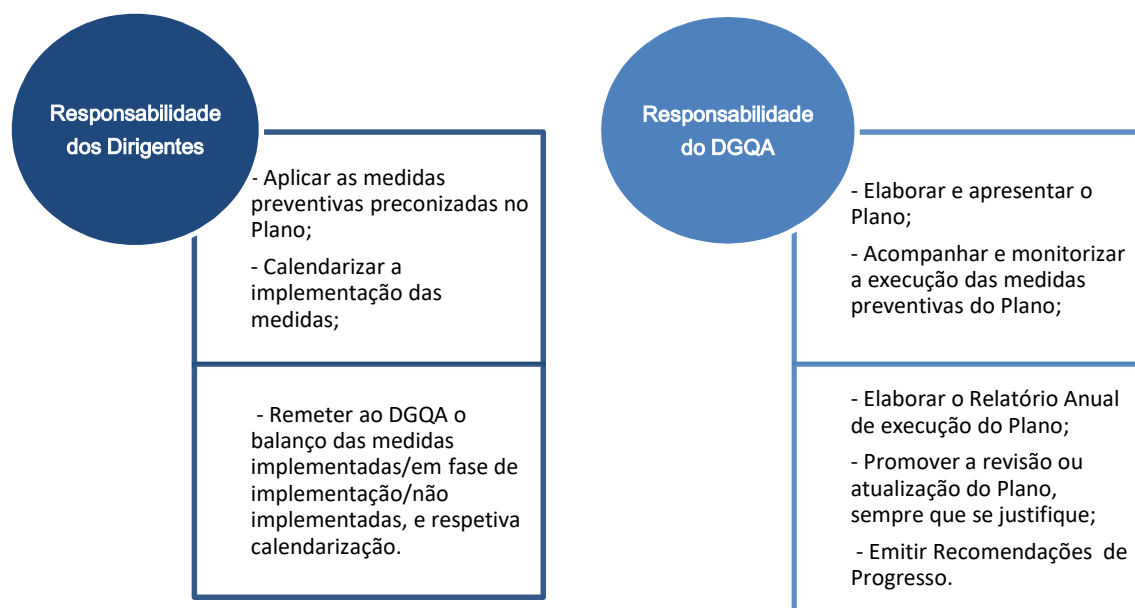 Responsabilidade
dos Dirigentes
- Aplicar as medidas
preventivas preconizadas no
Plano;
- Calendarizar a
implementação das
medidas;
- Remeter ao DGQA o
balanço das medidas
implementadas/em fase de
implementação/não
implementadas, e respetiva
calendarização.
Responsabilidade
do DGQA
- Elaborar e apresentar o
Plano;
- Acompanhar e monitorizar
a execução das medidas
preventivas do Plano;
- Elaborar o Relatório Anual
de execução do Plano;
- Promover a revisão ou
atualização do Plano,
sempre que se justifique;
- Emitir Recomendações de
Progresso.